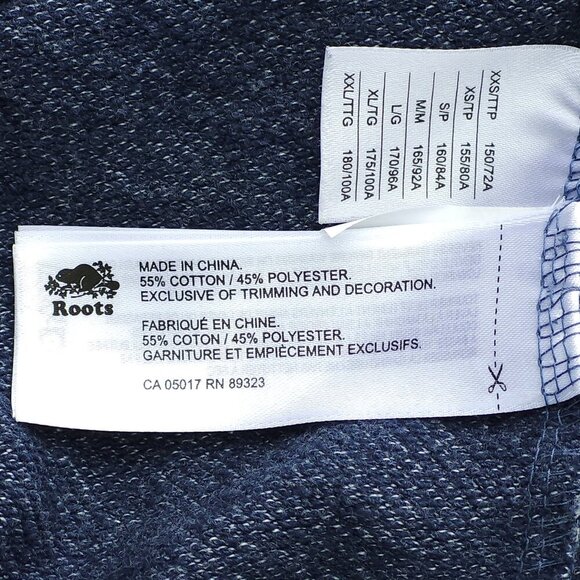 XXS/TTP 150/72A
XS/TP 155/80A
S/P 160/84A
M/M 165/92A
L/G 170/96A
XL/TG 175/100A
XXL/TTG 180/100A
Roots
MADE IN CHINA.
55% COTTON / 45% POLYESTER.
EXCLUSIVE OF TRIMMING AND DECORATION.
FABRIQUÉ EN CHINE.
55% COTON / 45% POLYESTER.
GARNITURE ET EMPIÈCEMENT EXCLUSIFS.
CA 05017 RN 89323